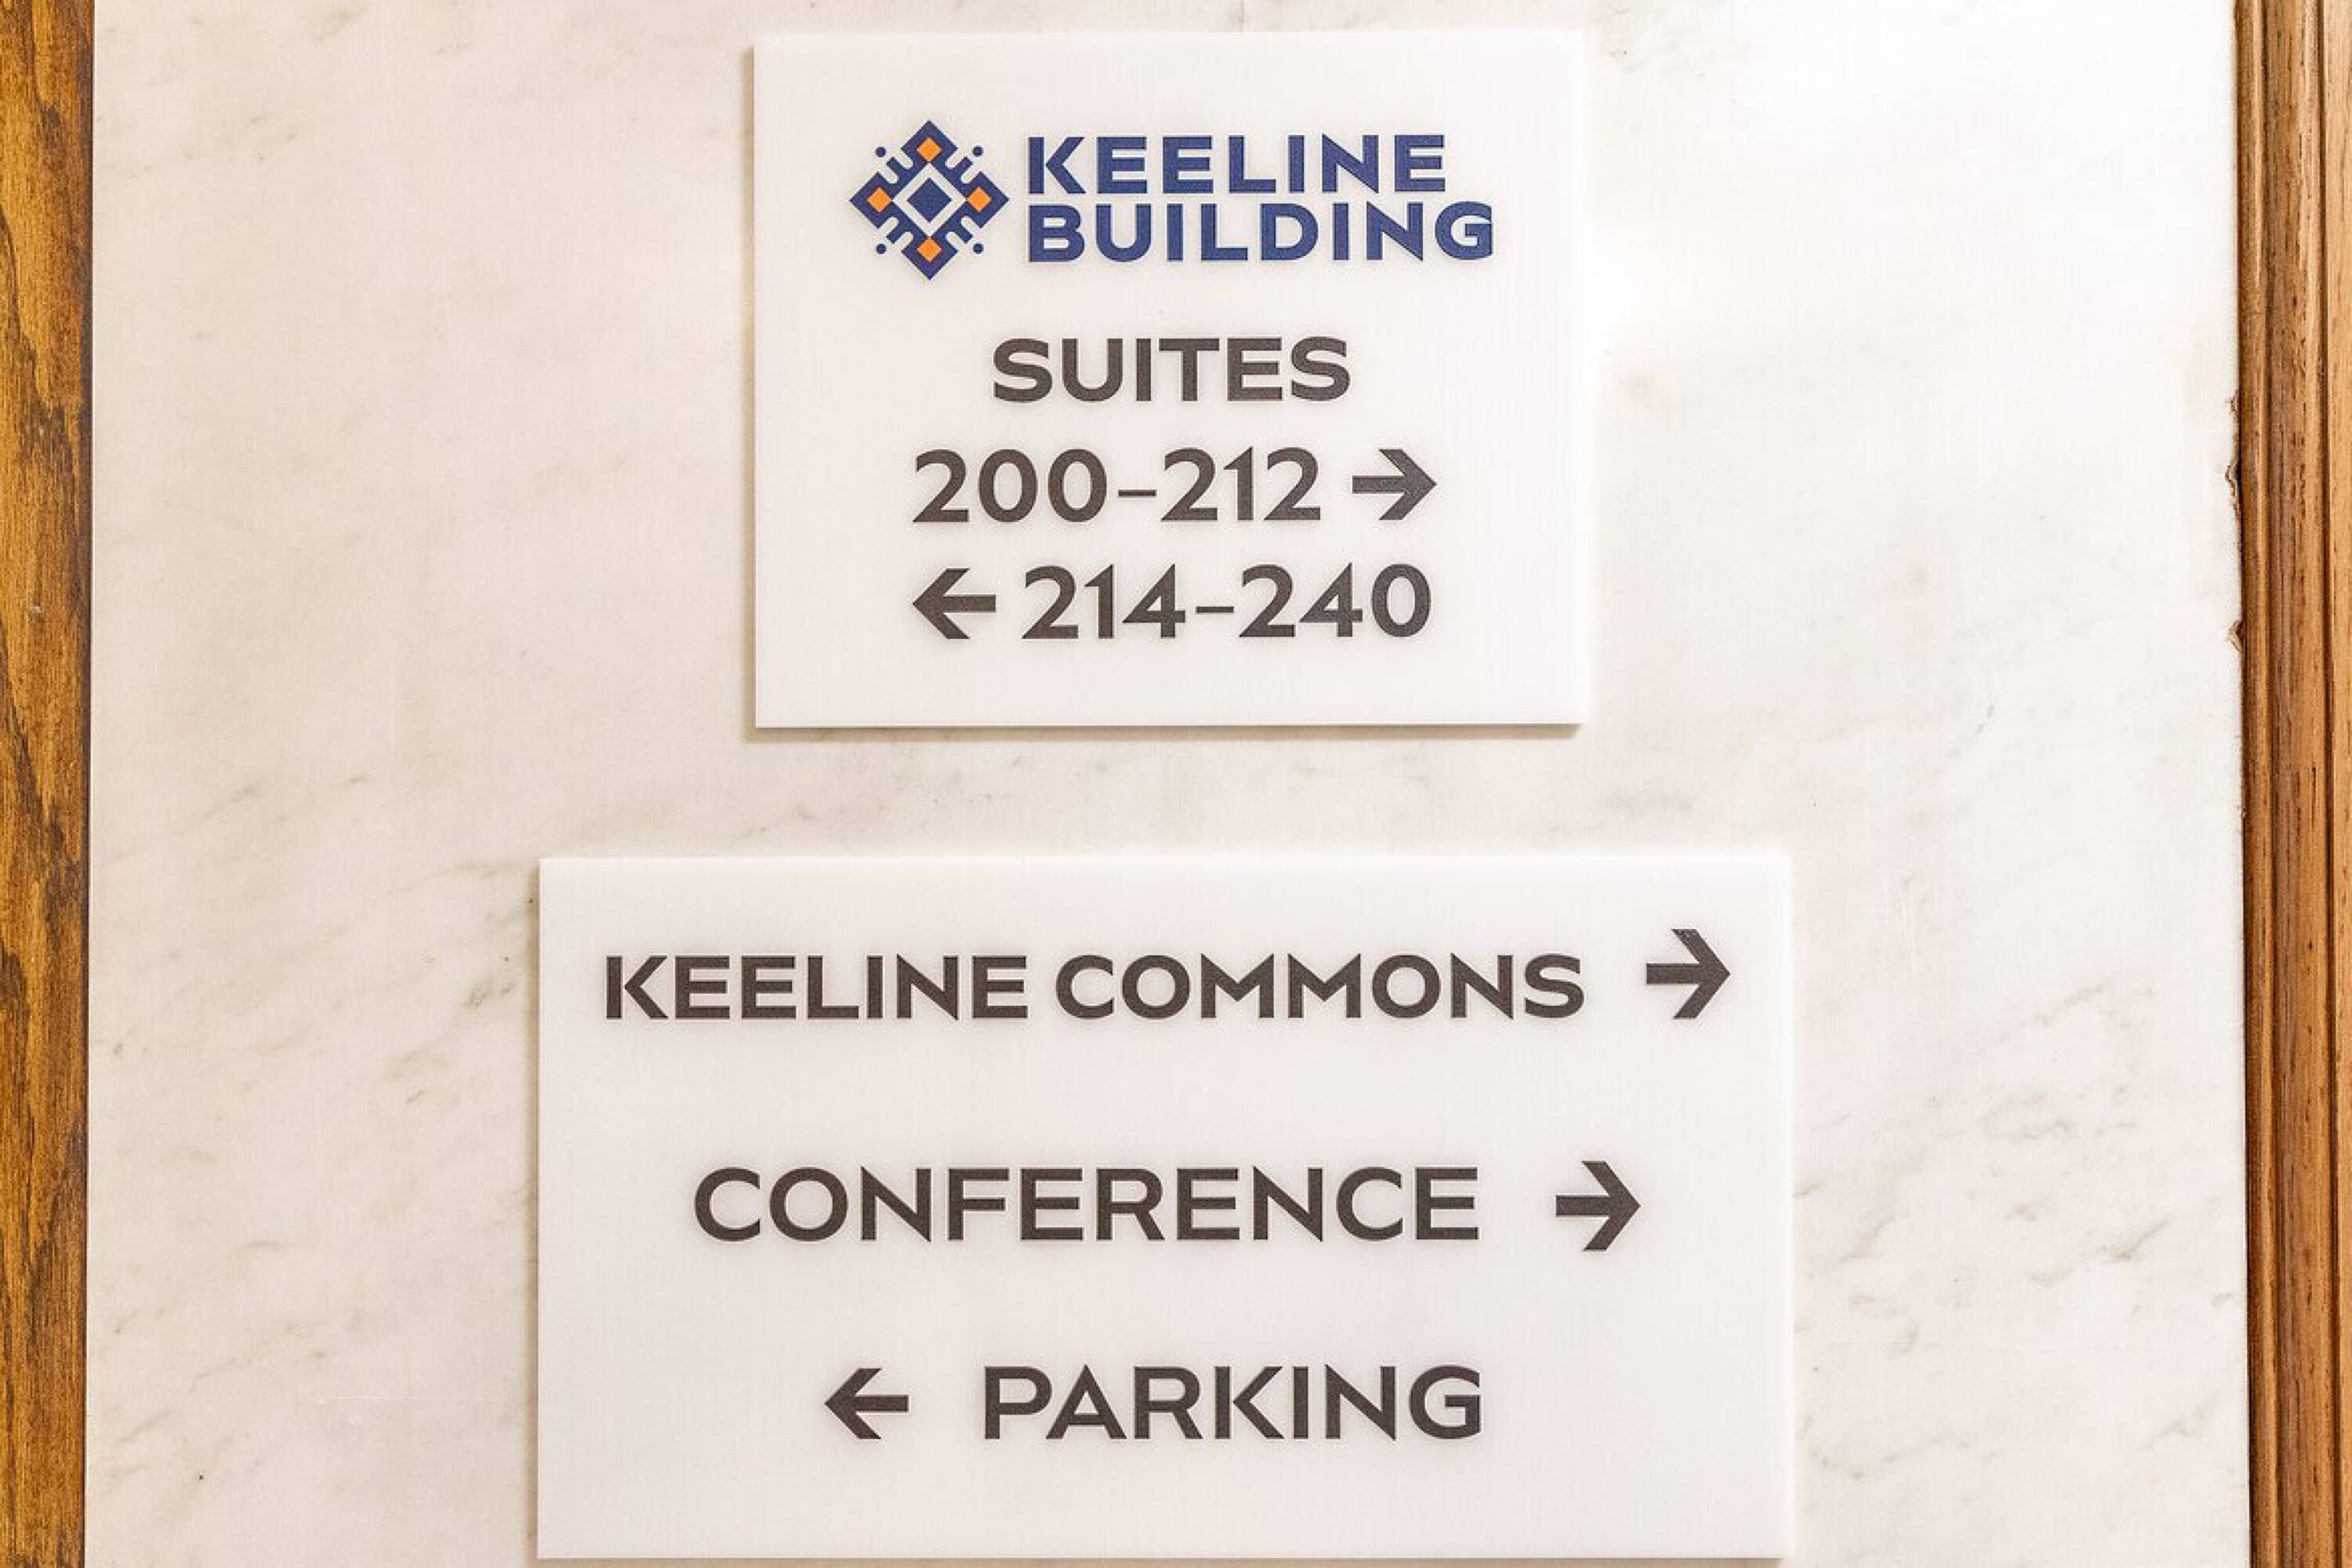 KEELINE
BUILDING
SUITES
200–212 →
← 214–240
KEELINE COMMONS →
CONFERENCE →
← PARKING